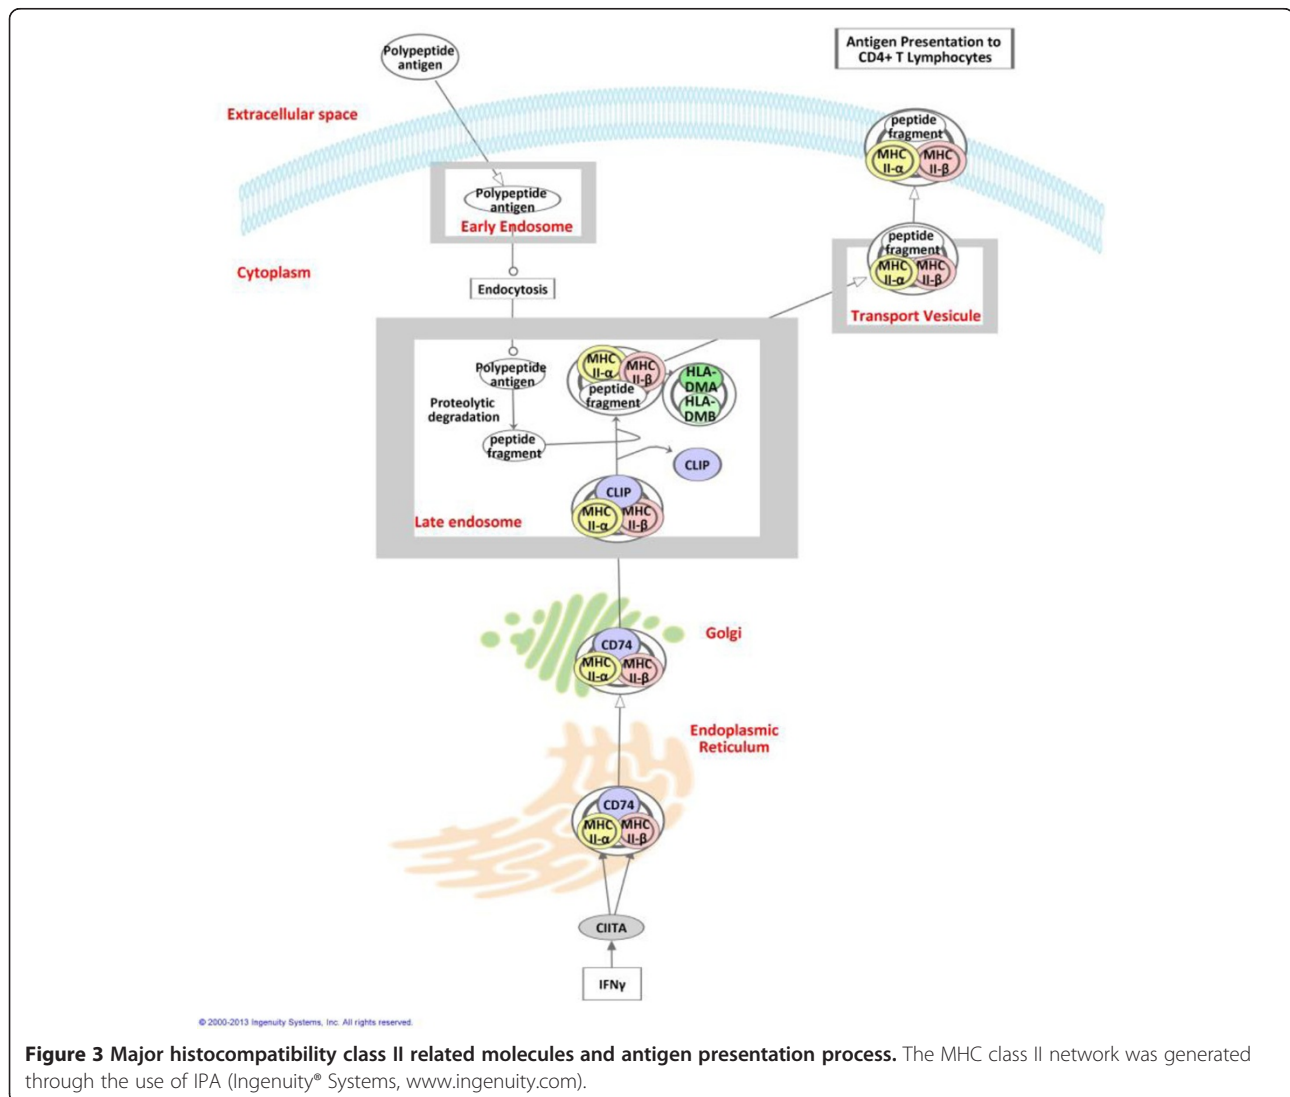 Polypeptide
antigen
Antigen Presentation to
CD4+ T Lymphocytes
Extracellular space
peptide
fragment
MHC
II-α
MHC
II-β
Polypeptide
antigen
Early Endosome
peptide
fragment
MHC
II-α
MHC
II-β
Transport Vesicule
Cytoplasm
Endocytosis
Polypeptide
antigen
Proteolytic
degradation
peptide
fragment
MHC
II-α
MHC
II-β
peptide
fragment
HLA-
DMA
HLA-
DMB
CLIP
CLIP
MHC
II-α
MHC
II-β
Late endosome
Golgi
CD74
MHC
II-α
MHC
II-β
Endoplasmic
Reticulum
CD74
MHC
II-α
MHC
II-β
CIITA
IFNγ
© 2000-2013 Ingenuity Systems, Inc. All rights reserved.
Figure 3 Major histocompatibility class II related molecules and antigen presentation process. The MHC class II network was generated
through the use of IPA (Ingenuity® Systems, www.ingenuity.com).